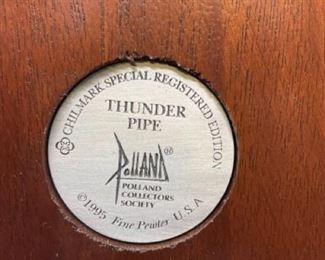 CHILMARK SPECIAL REGISTERED EDITION
THUNDER
PIPE
Polland®
POLLAND
COLLECTORS
SOCIETY
©1995 Fine Pewter U.S.A